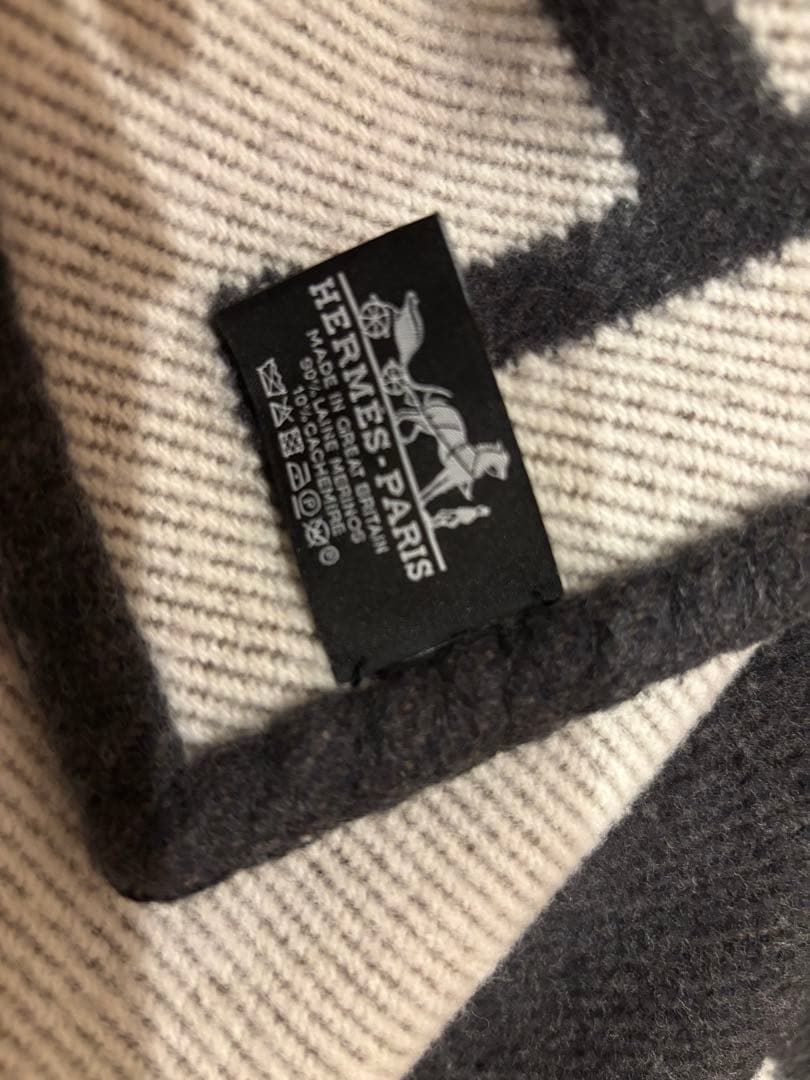 HERMES-PARIS
MADE IN GREAT BRITAIN
90% LAINE MERINOS
10% CACHEMIRE
P
®